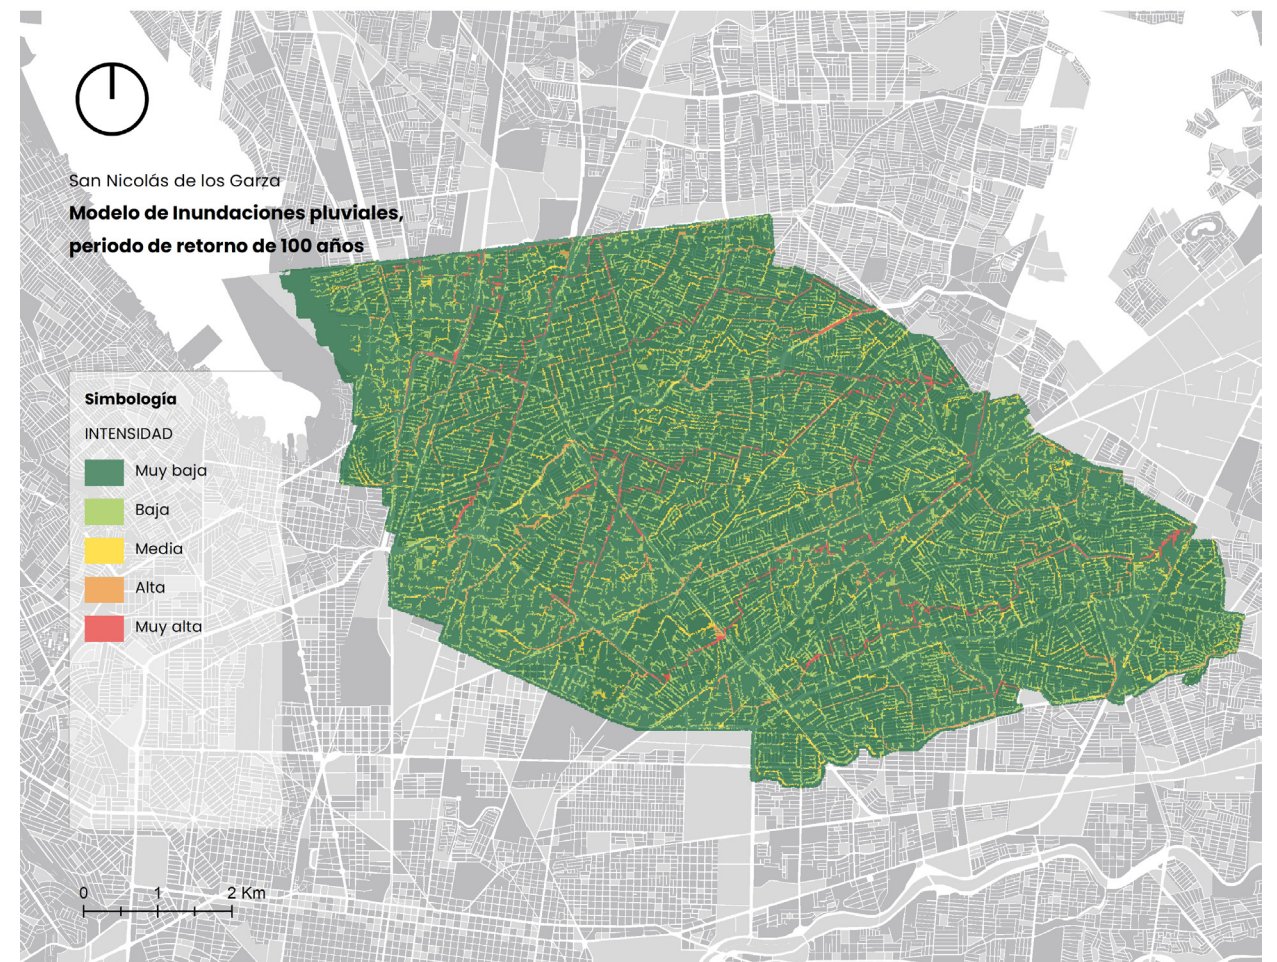 San Nicolás de los Garza
Modelo de Inundaciones pluviales,
periodo de retorno de 100 años
Simbología
INTENSIDAD
Muy baja
Baja
Media
Alta
Muy alta
0 1 2 Km